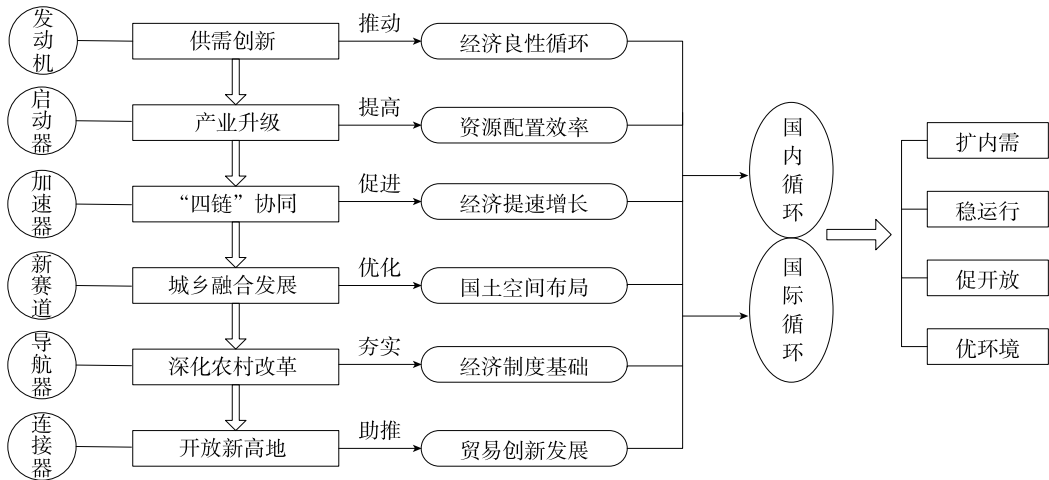 发动机
供需创新
推动
经济良性循环
启动器
产业升级
提高
资源配置效率
加速器
“四链”协同
促进
经济提速增长
新赛道
城乡融合发展
优化
国土空间布局
导航器
深化农村改革
夯实
经济制度基础
连接器
开放新高地
助推
贸易创新发展
国内循环
国际循环
扩内需
稳运行
促开放
优环境